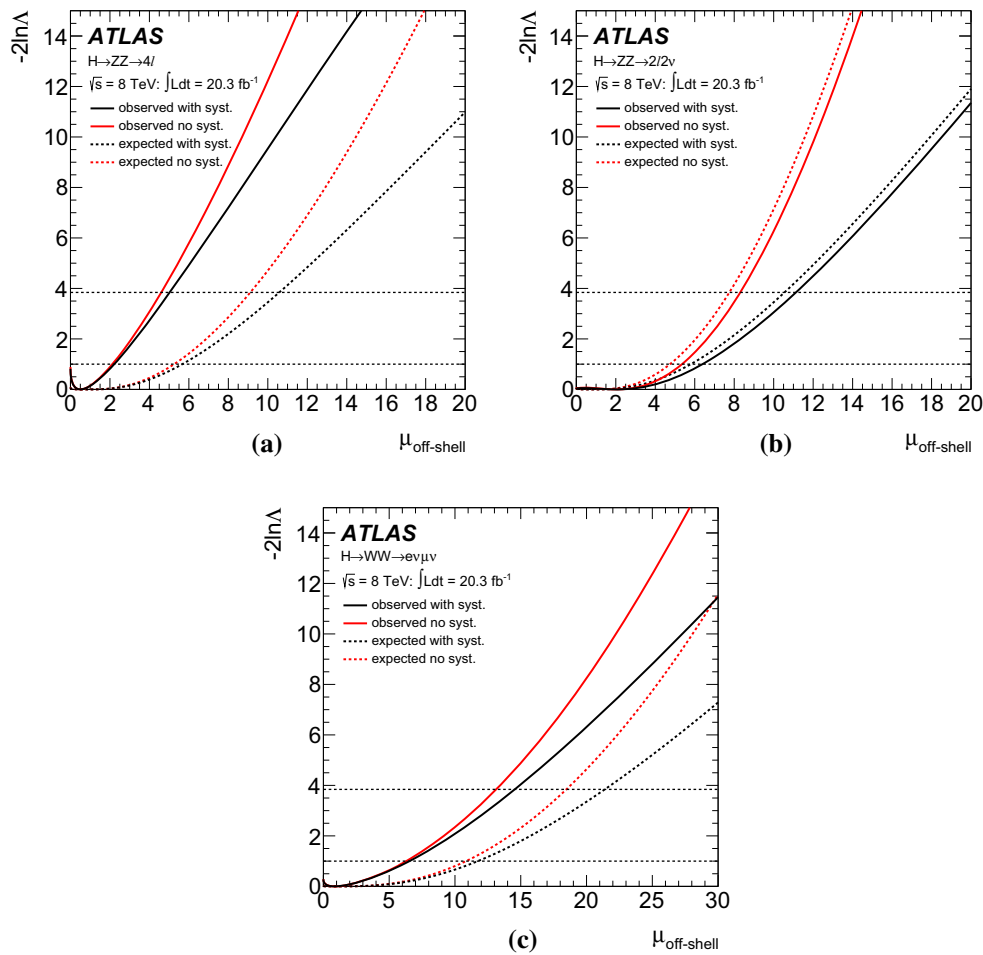 -2lnΛ
14
12
10
8
6
4
2
0
ATLAS
H→ZZ→4l
√s = 8 TeV: ∫Ldt = 20.3 fb⁻¹
observed with syst.
observed no syst.
expected with syst.
expected no syst.
0 2 4 6 8 10 12 14 16 18 20
μoff-shell
(a)
-2lnΛ
14
12
10
8
6
4
2
0
ATLAS
H→ZZ→2l2ν
√s = 8 TeV: ∫Ldt = 20.3 fb⁻¹
observed with syst.
observed no syst.
expected with syst.
expected no syst.
0 2 4 6 8 10 12 14 16 18 20
μoff-shell
(b)
-2lnΛ
14
12
10
8
6
4
2
0
ATLAS
H→WW→eνμν
√s = 8 TeV: ∫Ldt = 20.3 fb⁻¹
observed with syst.
observed no syst.
expected with syst.
expected no syst.
0 5 10 15 20 25 30
μoff-shell
(c)